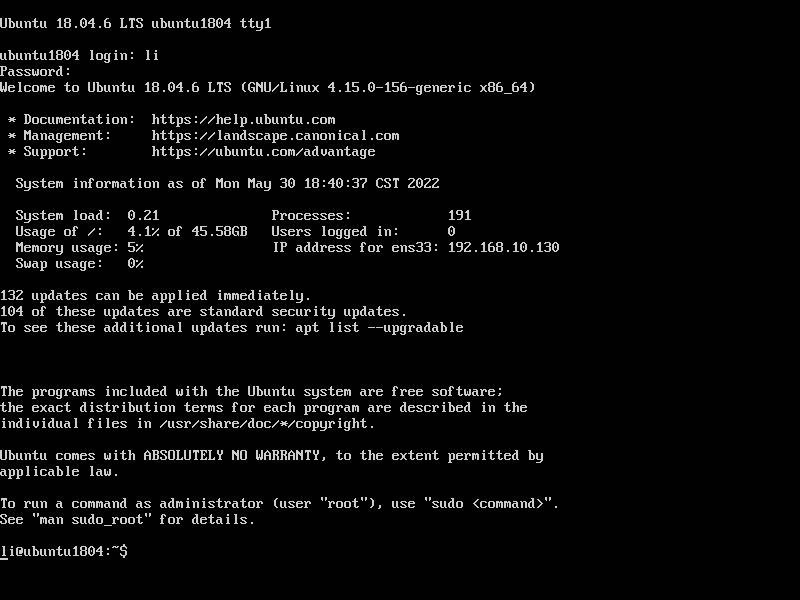 Ubuntu 18.04.6 LTS ubuntu1804 tty1
ubuntu1804 login: li
Password:
Welcome to Ubuntu 18.04.6 LTS (GNU/Linux 4.15.0-156-generic x86_64)
* Documentation:  https://help.ubuntu.com
* Management:     https://landscape.canonical.com
* Support:        https://ubuntu.com/advantage
System information as of Mon May 30 18:40:37 CST 2022
System load:  0.21              Processes:            191
Usage of /:   4.1% of 45.58GB   Users logged in:      0
Memory usage: 5%                IP address for ens33: 192.168.10.130
Swap usage:   0%
132 updates can be applied immediately.
104 of these updates are standard security updates.
To see these additional updates run: apt list --upgradable
The programs included with the Ubuntu system are free software;
the exact distribution terms for each program are described in the
individual files in /usr/share/doc/*/copyright.
Ubuntu comes with ABSOLUTELY NO WARRANTY, to the extent permitted by
applicable law.
To run a command as administrator (user "root"), use "sudo <command>".
See "man sudo_root" for details.
li@ubuntu1804:~$